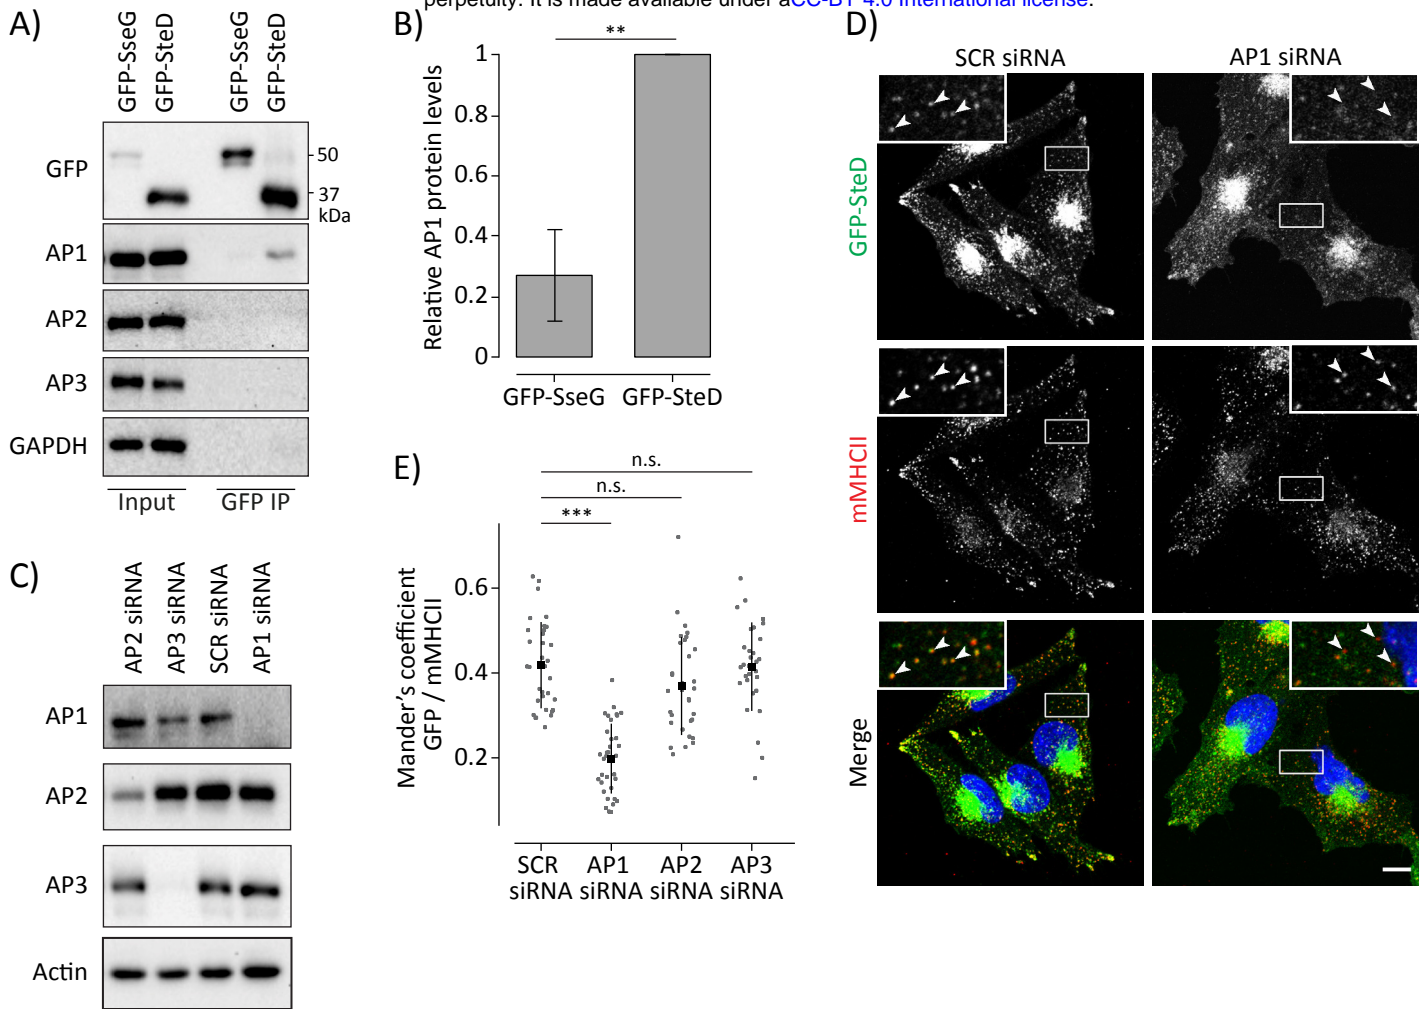 perpetuity. It is made available under aCC-BY 4.0 International license.
A)
GFP-SseG
GFP-SteD
GFP-SseG
GFP-SteD
GFP
50
37
kDa
AP1
AP2
AP3
GAPDH
Input
GFP IP
B)
**
Relative AP1 protein levels
1
0.8
0.6
0.4
0.2
0
GFP-SseG
GFP-SteD
C)
AP2 siRNA
AP3 siRNA
SCR siRNA
AP1 siRNA
AP1
AP2
AP3
Actin
D)
SCR siRNA
AP1 siRNA
GFP-SteD
mMHCII
Merge
E)
n.s.
n.s.
***
Mander's coefficient
GFP / mMHCII
0.6
0.4
0.2
SCR AP1 AP2 AP3
siRNA siRNA siRNA siRNA